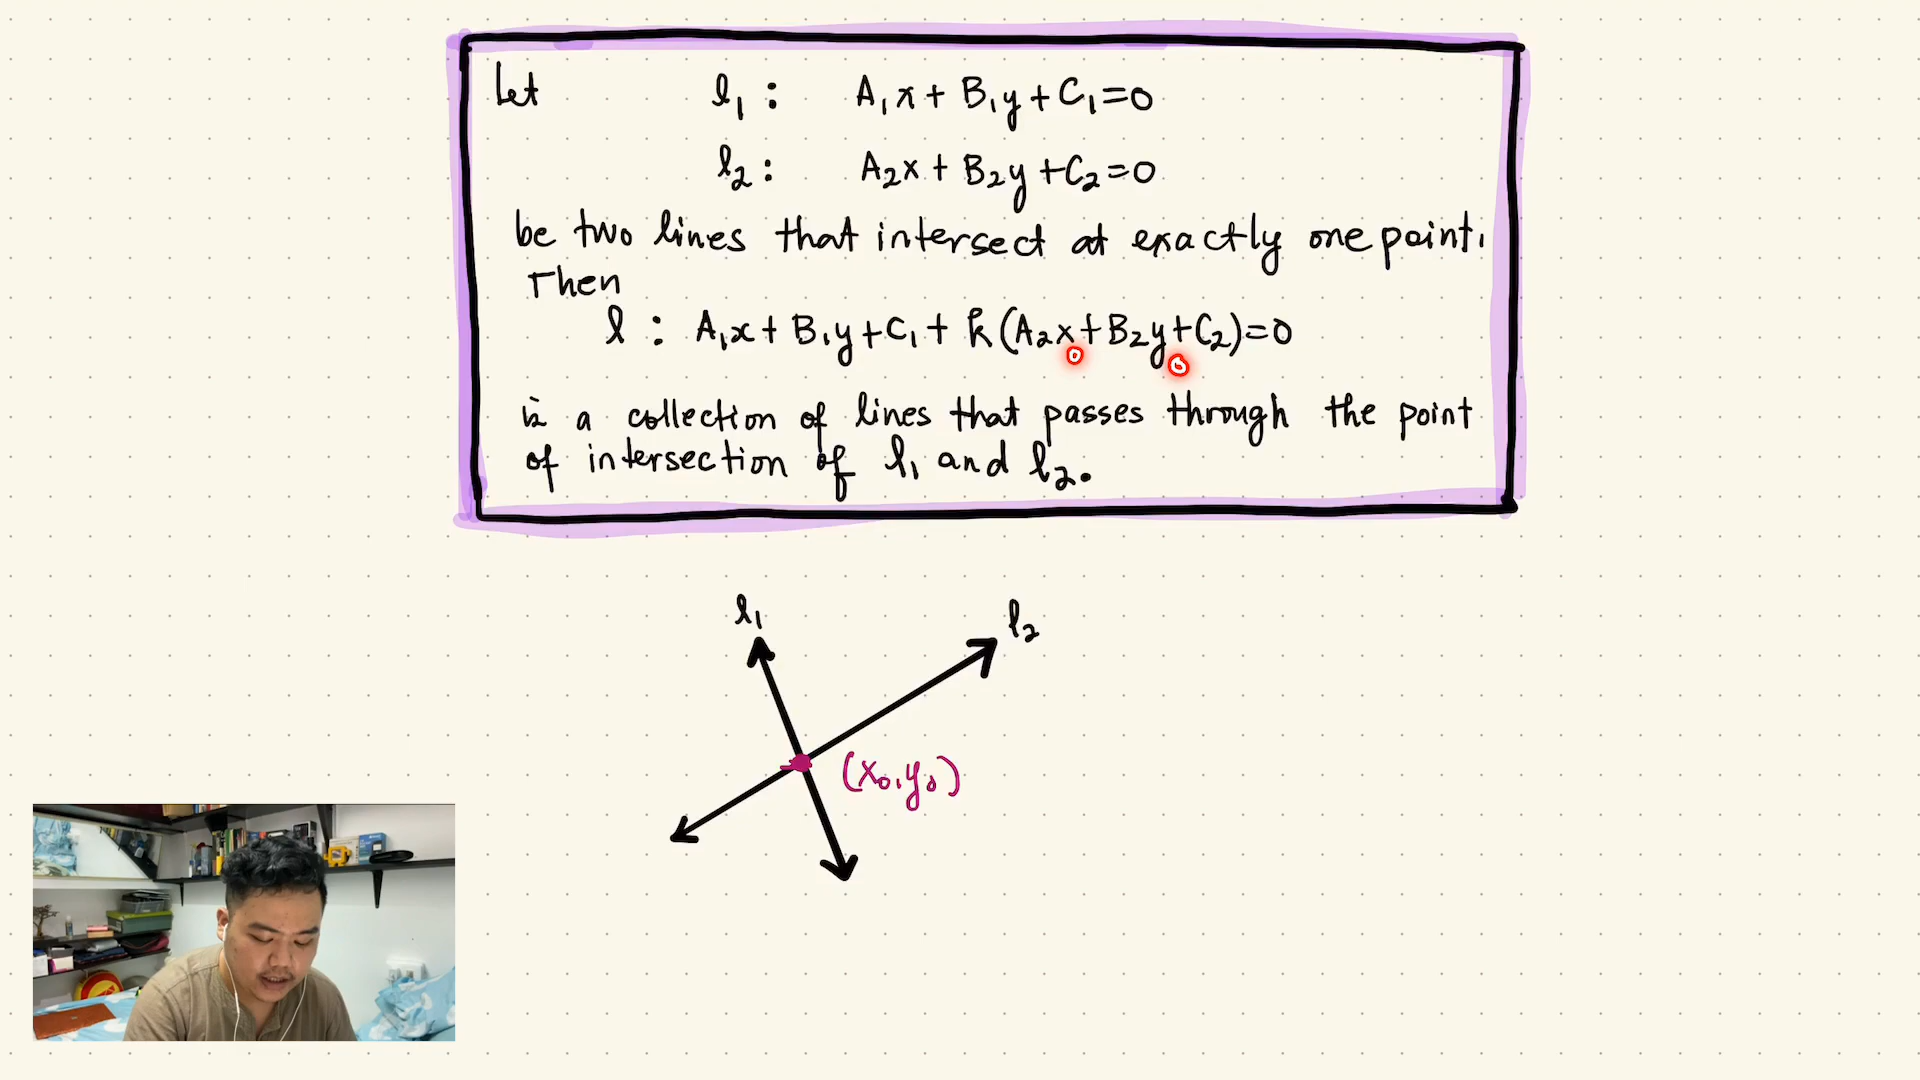 Let l₁ : A₁x + B₁y + C₁=0
l₂ : A₂x + B₂y + C₂=0
be two lines that intersect at exactly one point.
Then
l : A₁x + B₁y + C₁ + k (A₂x + B₂y + C₂)=0
0 0
is a collection of lines that passes through the point
of intersection of l₁ and l₂.
l₁ l₂
(x₀, y₀)